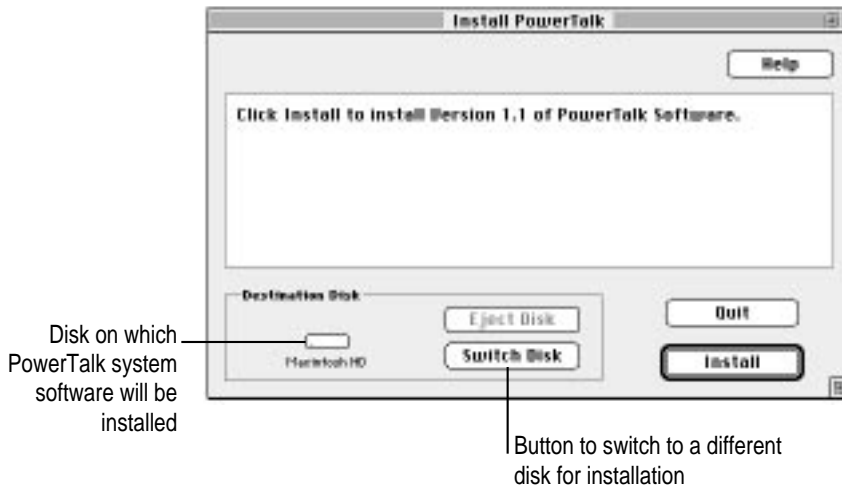 Install PowerTalk
Help
Click Install to install Version 1.1 of PowerTalk Software.
Destination Disk
Eject Disk
Quit
Macintosh HD
Switch Disk
Install
Disk on which
PowerTalk system
software will be
installed
Button to switch to a different
disk for installation